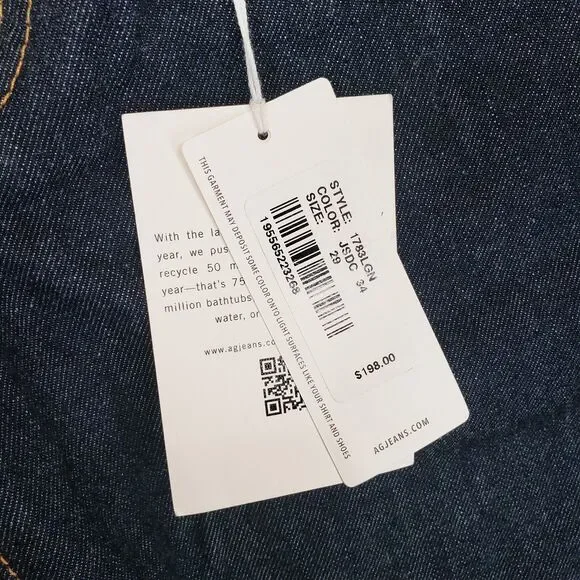 With the la
year, we pus
recycle 50 m
year—that's 75
million bathtubs
water, or
www.agjeans.co
THIS GARMENT MAY DEPOSIT SOME COLOR ONTO LIGHT SURFACES LIKE YOUR SHIRT AND SHOES
STYLE: 1783LGN
COLOR: JSDC 34
SIZE: 29
195565223268
$198.00
AGJEANS.COM